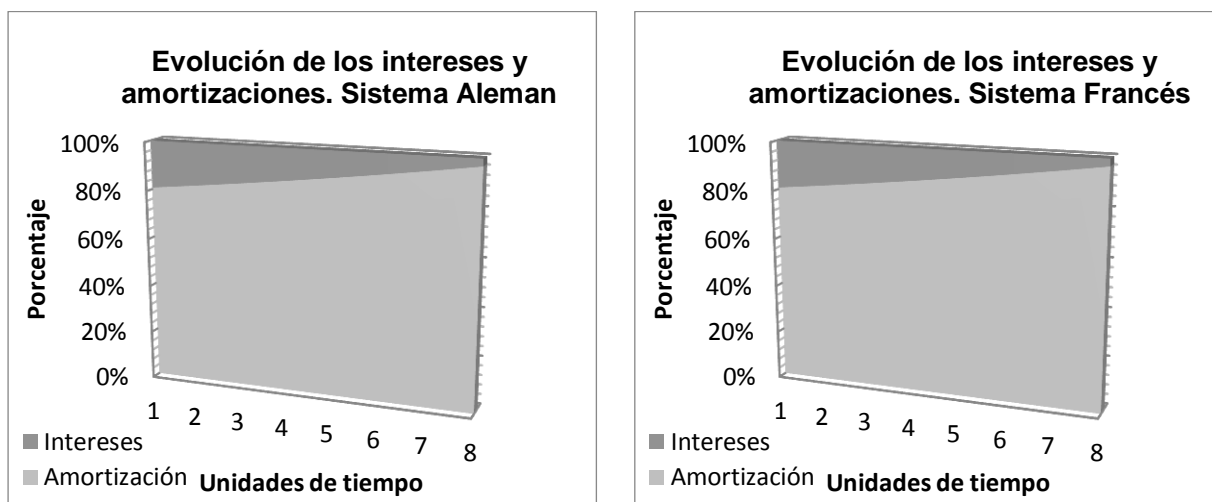 Evolución de los intereses y
amortizaciones. Sistema Aleman
100%
80%
60%
40%
20%
0%
Porcentaje
1 2 3 4 5 6 7 8
Intereses
Amortización
Unidades de tiempo
Evolución de los intereses y
amortizaciones. Sistema Francés
100%
80%
60%
40%
20%
0%
Porcentaje
1 2 3 4 5 6 7 8
Intereses
Amortización
Unidades de tiempo